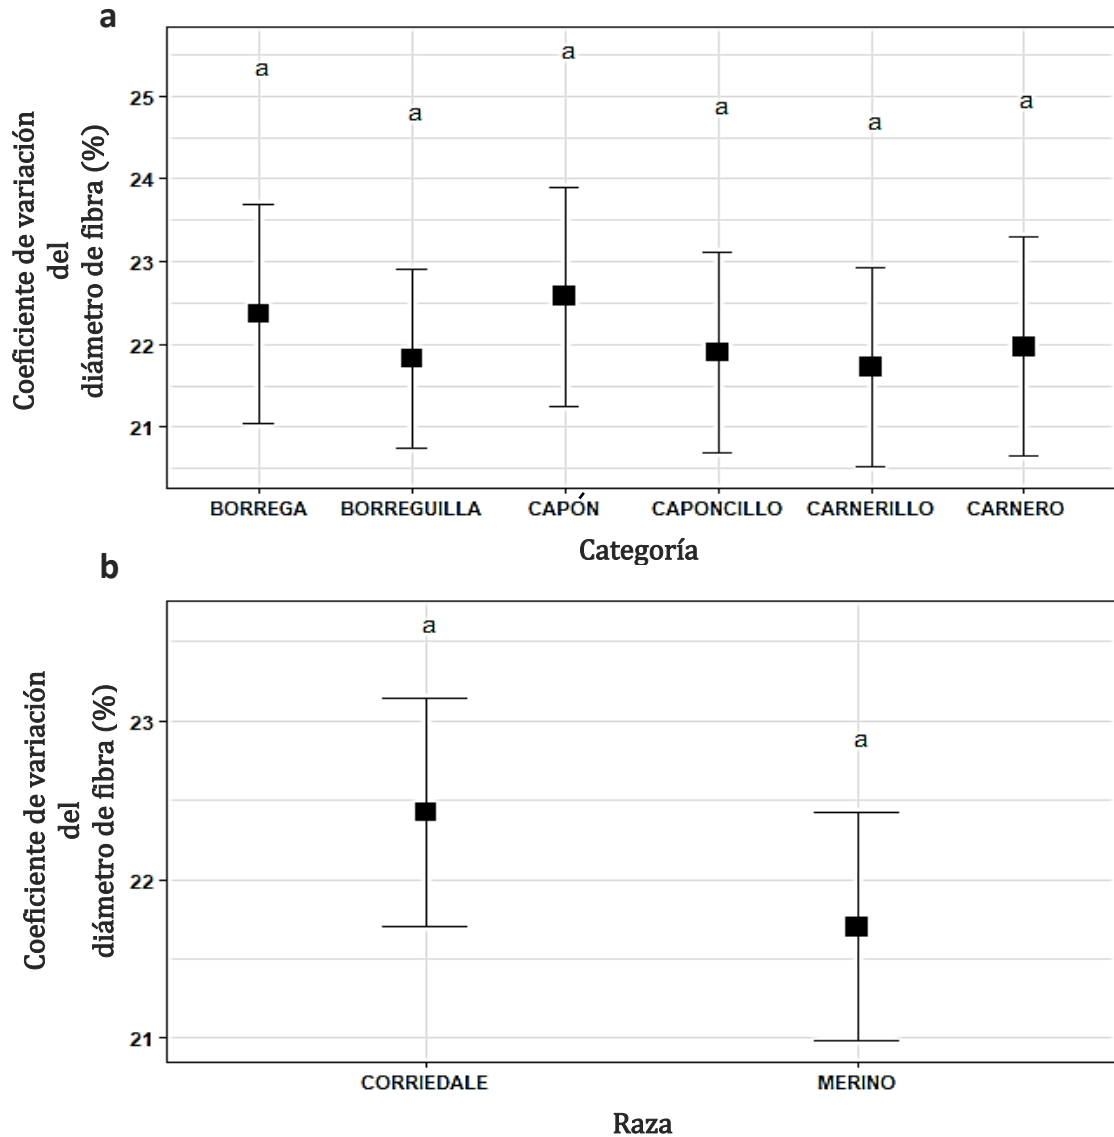 a
Coeficiente de variación
del
diámetro de fibra (%)
25
24
23
22
21
a
a
a
a
a
a
BORREGA BORREGUILLA CAPÓN CAPONCILLO CARNERILLO CARNERO
Categoría
b
Coeficiente de variación
del
diámetro de fibra (%)
23
22
21
a
a
CORRIEDALE MERINO
Raza